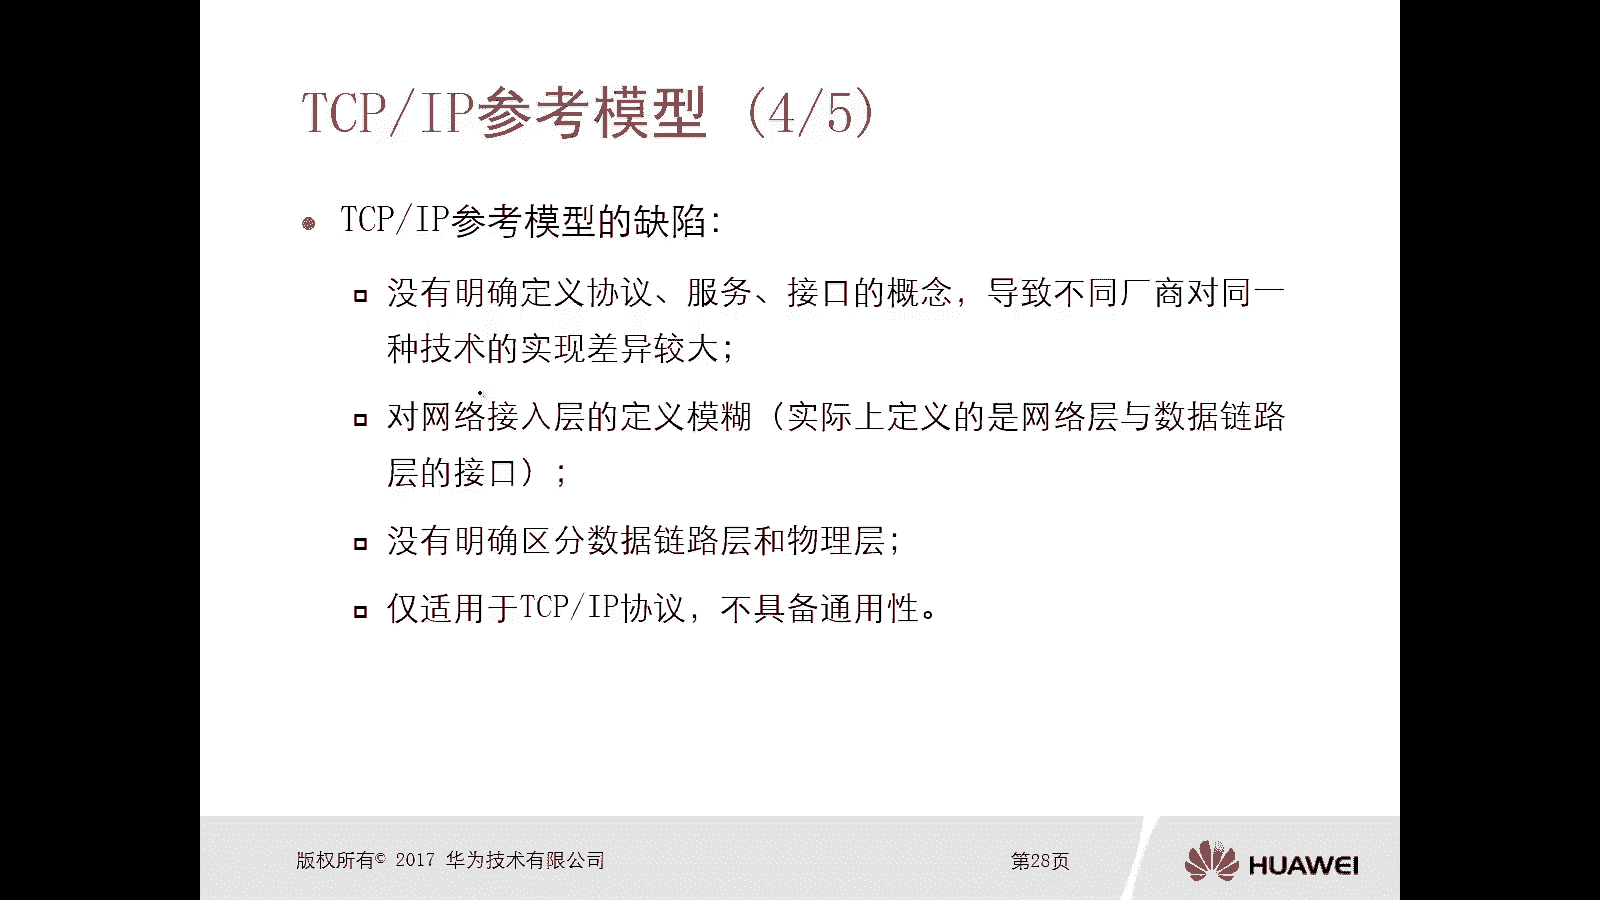 TCP/IP参考模型 (4/5)
TCP/IP参考模型的缺陷：
没有明确定义协议、服务、接口的概念，导致不同厂商对同一
种技术的实现差异较大；
对网络接入层的定义模糊（实际上定义的是网络层与数据链路
层的接口）；
没有明确区分数据链路层和物理层；
仅适用于TCP/IP协议，不具备通用性。
版权所有© 2017 华为技术有限公司
第28页
HUAWEI